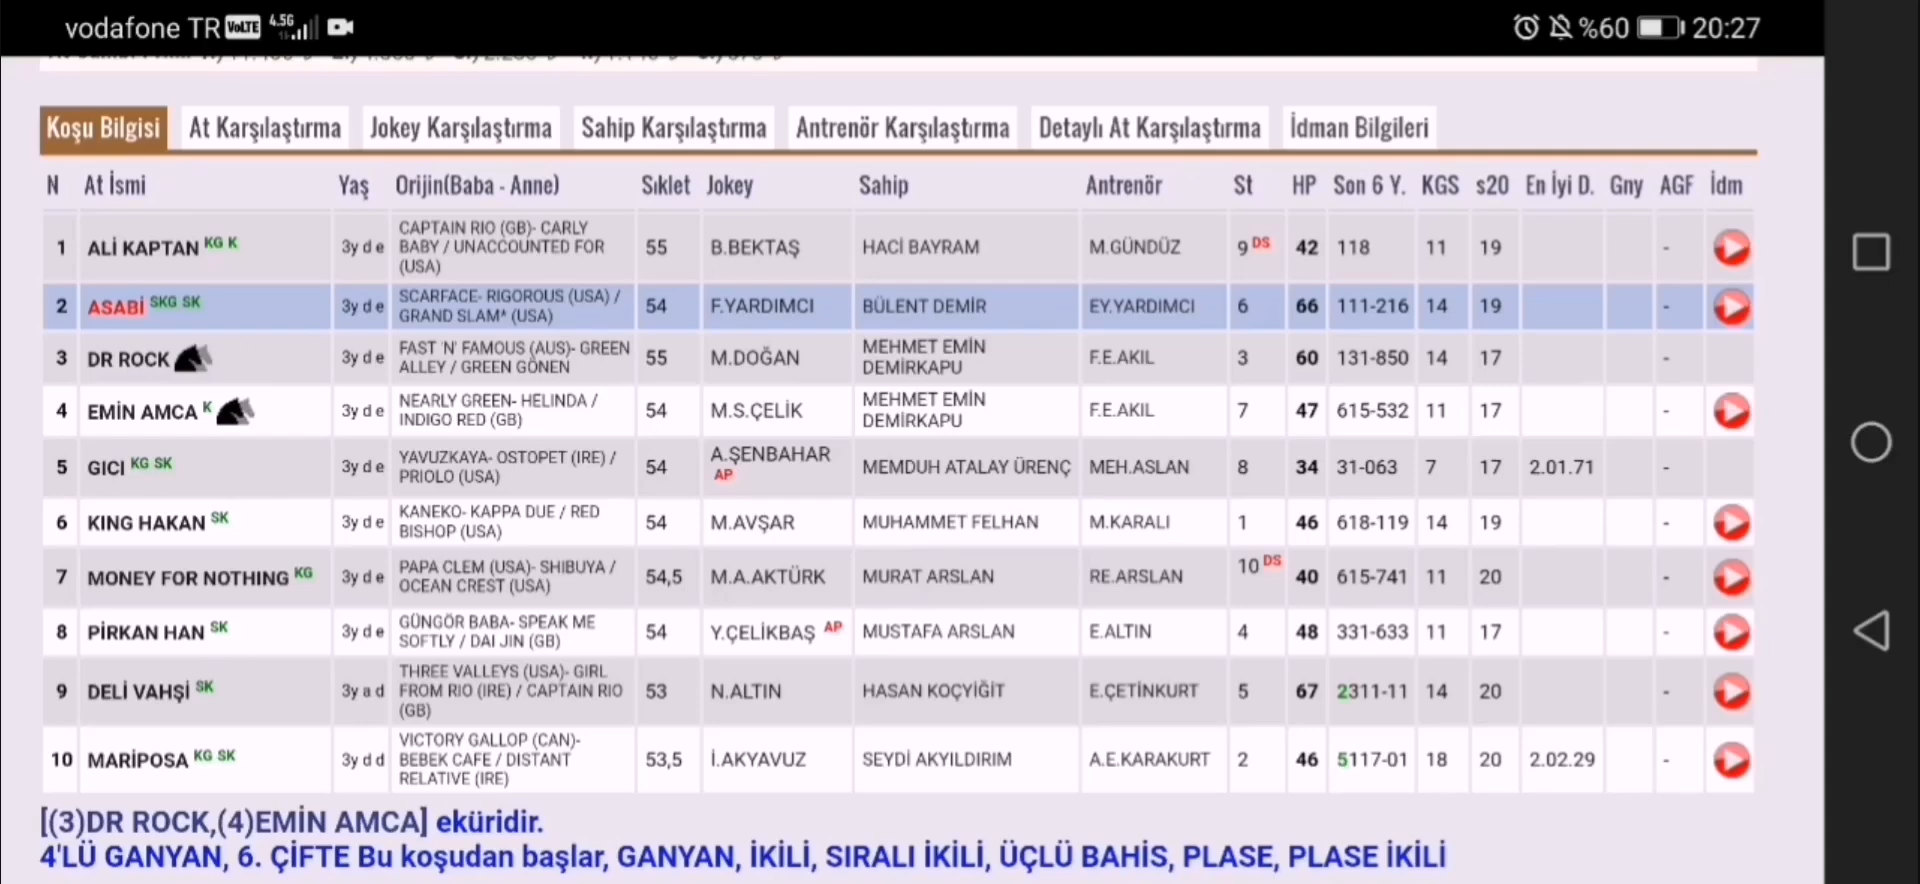 vodafone TR VoLTE 4.5G %60 20:27
Koşu Bilgisi At Karşılaştırma Jokey Karşılaştırma Sahip Karşılaştırma Antrenör Karşılaştırma Detaylı At Karşılaştırma İdman Bilgileri
N At İsmi Yaş Orijin(Baba - Anne) Sıklet Jokey Sahip Antrenör St HP Son 6 Y. KGS s20 En İyi D. Gny AGF İdm
1 ALİ KAPTAN KG K 3y d e CAPTAIN RIO (GB)- CARLY BABY / UNACCOUNTED FOR (USA) 55 B.BEKTAŞ HACİ BAYRAM M.GÜNDÜZ 9 DS 42 118 11 19 -
2 ASABİ SKG SK 3y d e SCARFACE- RIGOROUS (USA) / GRAND SLAM* (USA) 54 F.YARDIMCI BÜLENT DEMİR EY.YARDIMCI 6 66 111-216 14 19 -
3 DR ROCK 3y d e FAST 'N' FAMOUS (AUS)- GREEN ALLEY / GREEN GÖNEN 55 M.DOĞAN MEHMET EMİN DEMİRKAPU F.E.AKIL 3 60 131-850 14 17 -
4 EMİN AMCA K 3y d e NEARLY GREEN- HELINDA / INDIGO RED (GB) 54 M.S.ÇELİK MEHMET EMİN DEMİRKAPU F.E.AKIL 7 47 615-532 11 17 -
5 GICI KG SK 3y d e YAVUZKAYA- OSTOPET (IRE) / PRIOLO (USA) 54 A.ŞENBAHAR AP MEMDUH ATALAY ÜRENÇ MEH.ASLAN 8 34 31-063 7 17 2.01.71 -
6 KING HAKAN SK 3y d e KANEKO- KAPPA DUE / RED BISHOP (USA) 54 M.AVŞAR MUHAMMET FELHAN M.KARALI 1 46 618-119 14 19 -
7 MONEY FOR NOTHING KG 3y d e PAPA CLEM (USA)- SHIBUYA / OCEAN CREST (USA) 54,5 M.A.AKTÜRK MURAT ARSLAN RE.ARSLAN 10 DS 40 615-741 11 20 -
8 PİRKAN HAN SK 3y d e GÜNGÖR BABA- SPEAK ME SOFTLY / DAI JIN (GB) 54 Y.ÇELİKBAŞ AP MUSTAFA ARSLAN E.ALTIN 4 48 331-633 11 17 -
9 DELİ VAHŞİ SK 3y a d THREE VALLEYS (USA)- GIRL FROM RIO (IRE) / CAPTAIN RIO (GB) 53 N.ALTIN HASAN KOÇYİĞİT E.ÇETİNKURT 5 67 2311-11 14 20 -
10 MARİPOSA KG SK 3y d d VICTORY GALLOP (CAN)- BEBEK CAFE / DISTANT RELATIVE (IRE) 53,5 İ.AKYAVUZ SEYDİ AKYILDIRIM A.E.KARAKURT 2 46 5117-01 18 20 2.02.29 -
[(3)DR ROCK,(4)EMİN AMCA] eküridir.
4'LÜ GANYAN, 6. ÇİFTE Bu koşudan başlar, GANYAN, İKİLİ, SIRALI İKİLİ, ÜÇLÜ BAHİS, PLASE, PLASE İKİLİ